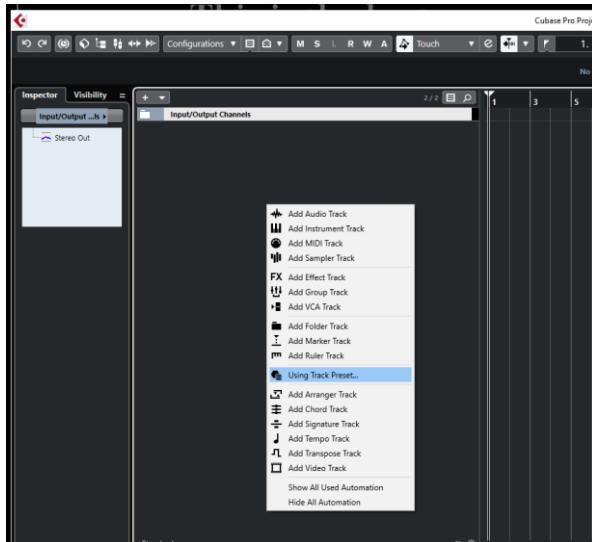 Cubase Pro Proj
Configurations
M S L R W A
Touch
1.
No
Inspector Visibility
2 / 2
1 3 5
Input/Output ...ls
Input/Output Channels
Stereo Out
Add Audio Track
Add Instrument Track
Add MIDI Track
Add Sampler Track
FX Add Effect Track
Add Group Track
Add VCA Track
Add Folder Track
Add Marker Track
Add Ruler Track
Using Track Preset...
Add Arranger Track
Add Chord Track
Add Signature Track
Add Tempo Track
Add Transpose Track
Add Video Track
Show All Used Automation
Hide All Automation